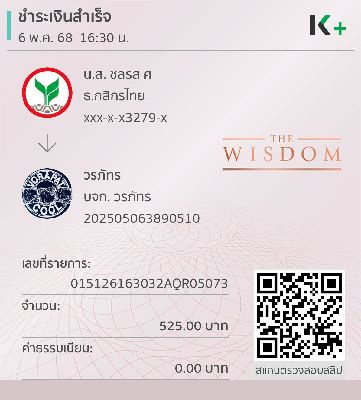 ชำระเงินสำเร็จ
6 พ.ค. 68 16:30 น.
K+
น.ส. ชลรส ศ
ธ.กสิกรไทย
xxx-x-x3279-x
THE
WISDOM
วรภัทร
บจก. วรภัทร
202505063890510
WORAPAT
COOL
เลขที่รายการ:
015126163032AQR05073
จำนวน:
525.00 บาท
ค่าธรรมเนียน:
0.00 บาท
สแกนตรวจสอบสลิป